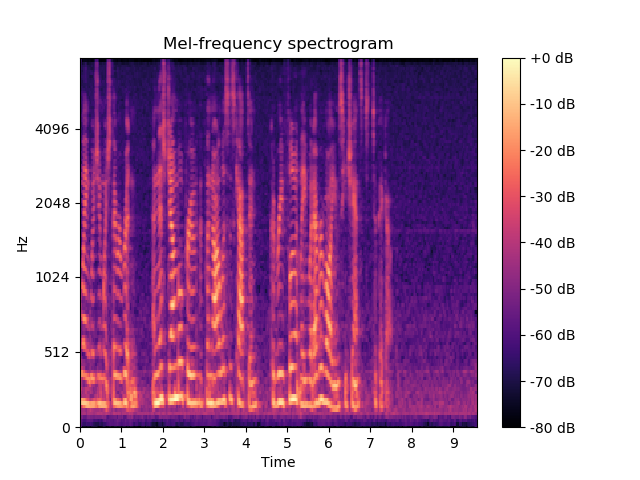 Mel-frequency spectrogram
+0 dB
-10 dB
4096
-20 dB
2048
-30 dB
Hz
-40 dB
1024
-50 dB
512
-60 dB
-70 dB
0
-80 dB
0 1 2 3 4 5 6 7 8 9
Time